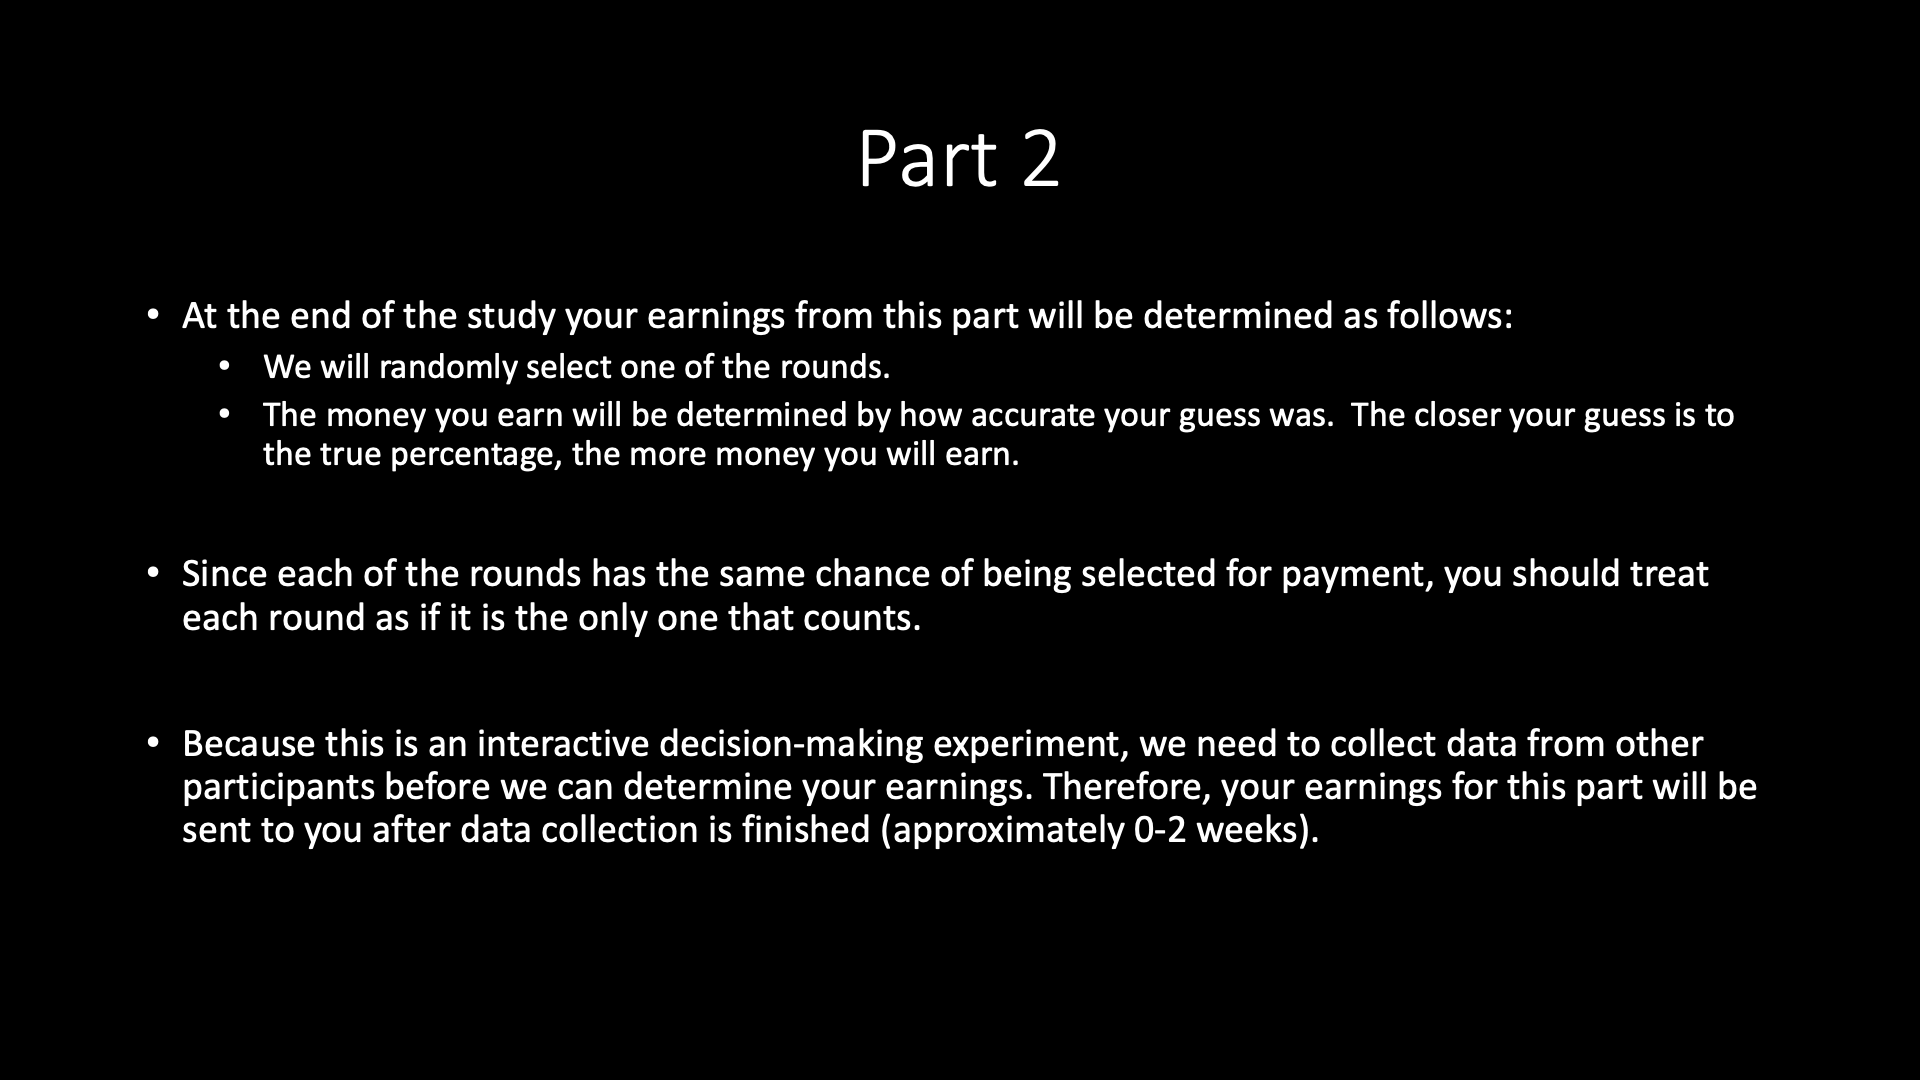 Part 2
• At the end of the study your earnings from this part will be determined as follows:
• We will randomly select one of the rounds.
• The money you earn will be determined by how accurate your guess was.  The closer your guess is to
the true percentage, the more money you will earn.
• Since each of the rounds has the same chance of being selected for payment, you should treat
each round as if it is the only one that counts.
• Because this is an interactive decision-making experiment, we need to collect data from other
participants before we can determine your earnings. Therefore, your earnings for this part will be
sent to you after data collection is finished (approximately 0-2 weeks).